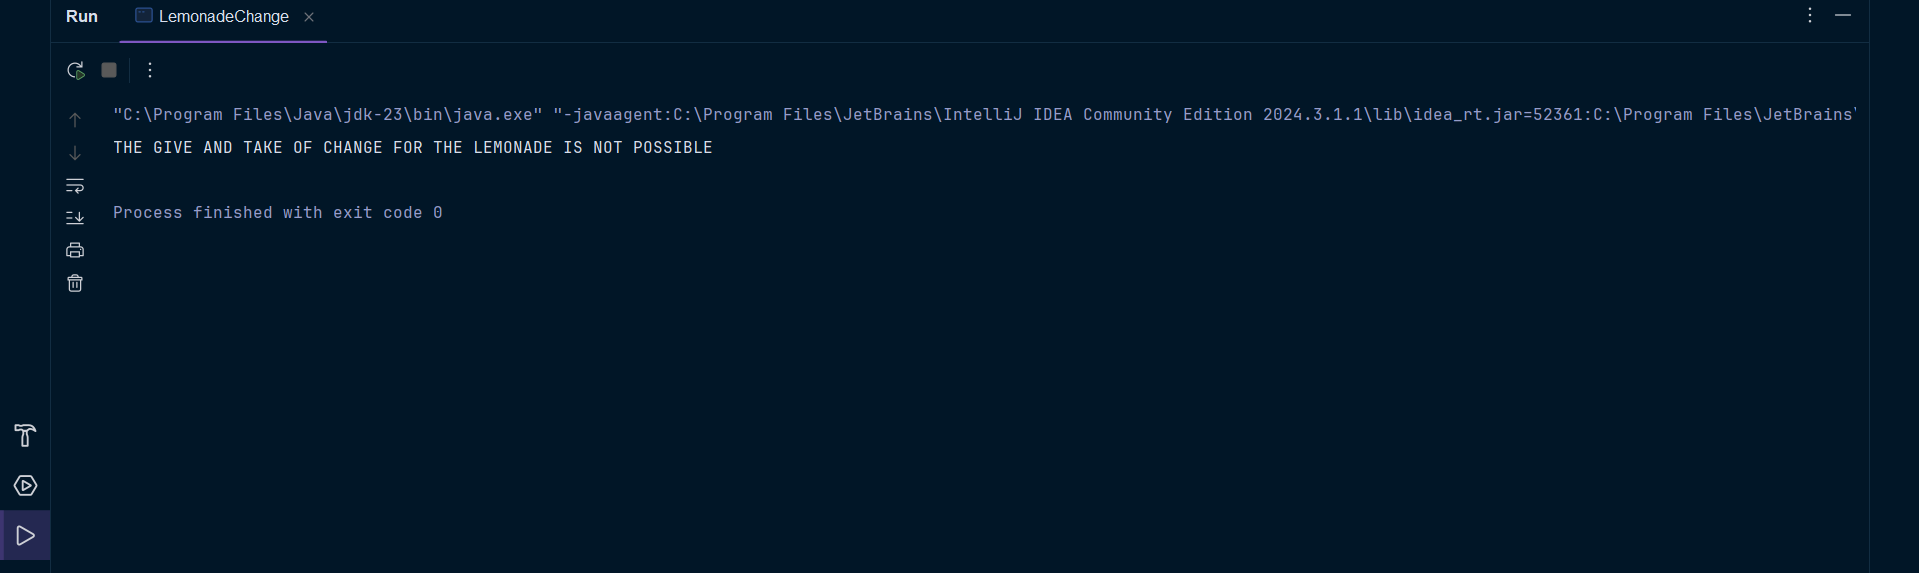 Run LemonadeChange
"C:\Program Files\Java\jdk-23\bin\java.exe" "-javaagent:C:\Program Files\JetBrains\IntelliJ IDEA Community Edition 2024.3.1.1\lib\idea_rt.jar=52361:C:\Program Files\JetBrains\
THE GIVE AND TAKE OF CHANGE FOR THE LEMONADE IS NOT POSSIBLE
Process finished with exit code 0